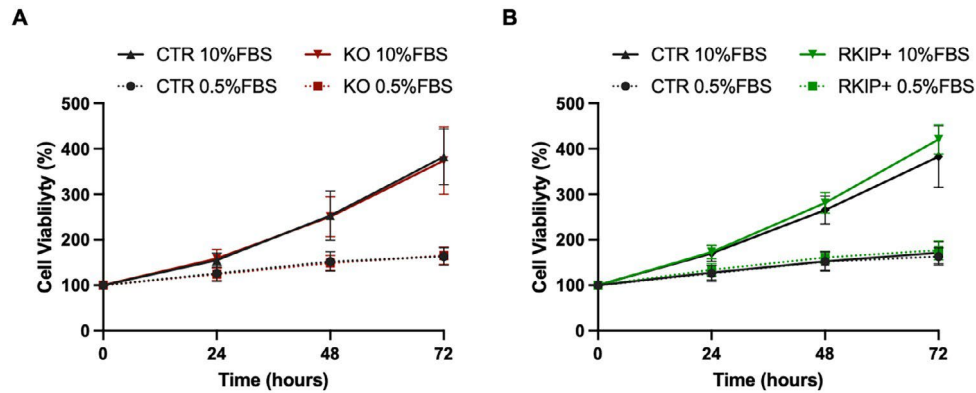 A
CTR 10%FBS KO 10%FBS
CTR 0.5%FBS KO 0.5%FBS
500
400
300
200
100
0
Cell Viablilyty (%)
0 24 48 72
Time (hours)
B
CTR 10%FBS RKIP+ 10%FBS
CTR 0.5%FBS RKIP+ 0.5%FBS
500
400
300
200
100
0
Cell Viablilyty (%)
0 24 48 72
Time (hours)